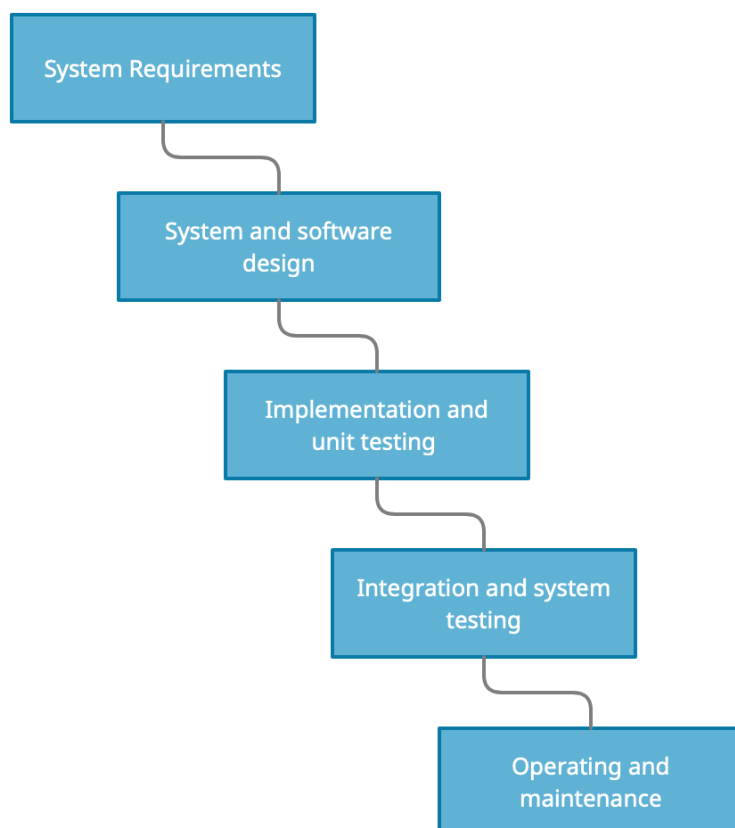 System Requirements
System and software
design
Implementation and
unit testing
Integration and system
testing
Operating and
maintenance